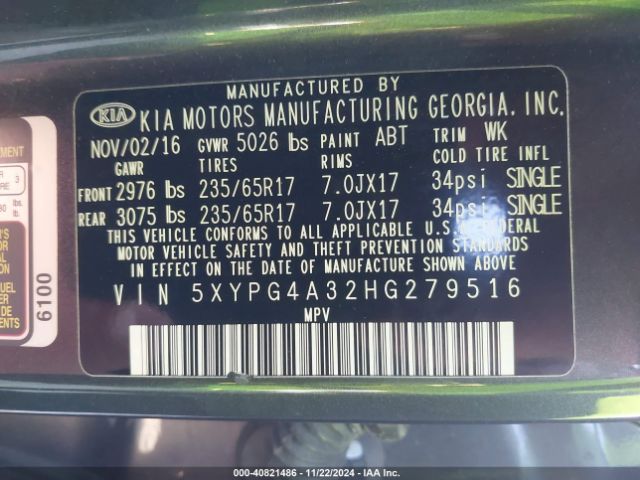 MANUFACTURED BY
KIA KIA MOTORS MANUFACTURING GEORGIA, INC.
NOV/02/16 GVWR 5026 lbs PAINT ABT TRIM WK
GAWR TIRES RIMS COLD TIRE INFL
FRONT 2976 lbs 235/65R17 7.0JX17 34psi SINGLE
REAR 3075 lbs 235/65R17 7.0JX17 34psi SINGLE
THIS VEHICLE CONFORMS TO ALL APPLICABLE U.S. FEDERAL
MOTOR VEHICLE SAFETY AND THEFT PREVENTION STANDARDS
IN EFFECT ON THE DATE OF MANUFACTURE SHOWN ABOVE.
VIN 5XYPG4A32HG279516
MPV
6100
3
lbs.
000-40821486 - 11/22/2024 - IAA Inc.